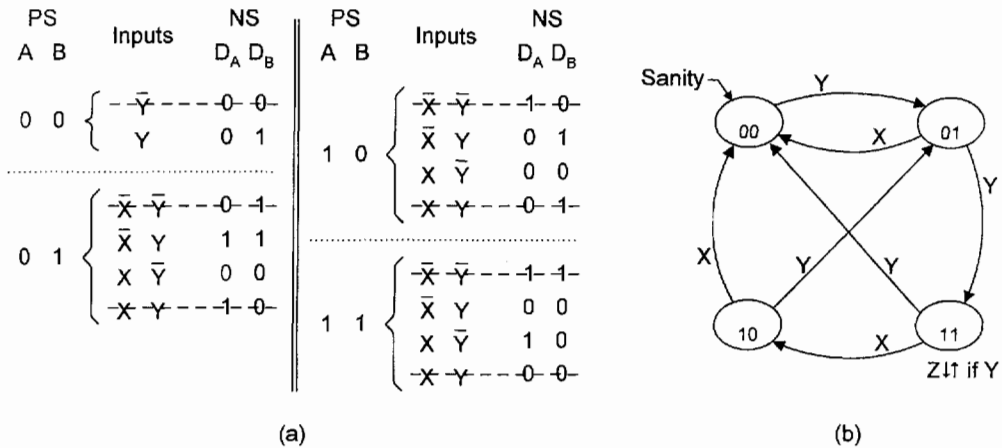 PS Inputs NS
A B D_A D_B
0 0
Y̅ 0 0
Y 0 1
0 1
X̅ Y̅ 0 1
X̅ Y 1 1
X Y̅ 0 0
X Y 1 0
PS Inputs NS
A B D_A D_B
1 0
X̅ Y̅ 1 0
X̅ Y 0 1
X Y̅ 0 0
X Y 0 1
1 1
X̅ Y̅ 1 1
X̅ Y 0 0
X Y̅ 1 0
X Y 0 0
(a)
Sanity
Y
00
01
X
Y
X
Y
Y
10
11
X
Z↓↑ if Y
(b)